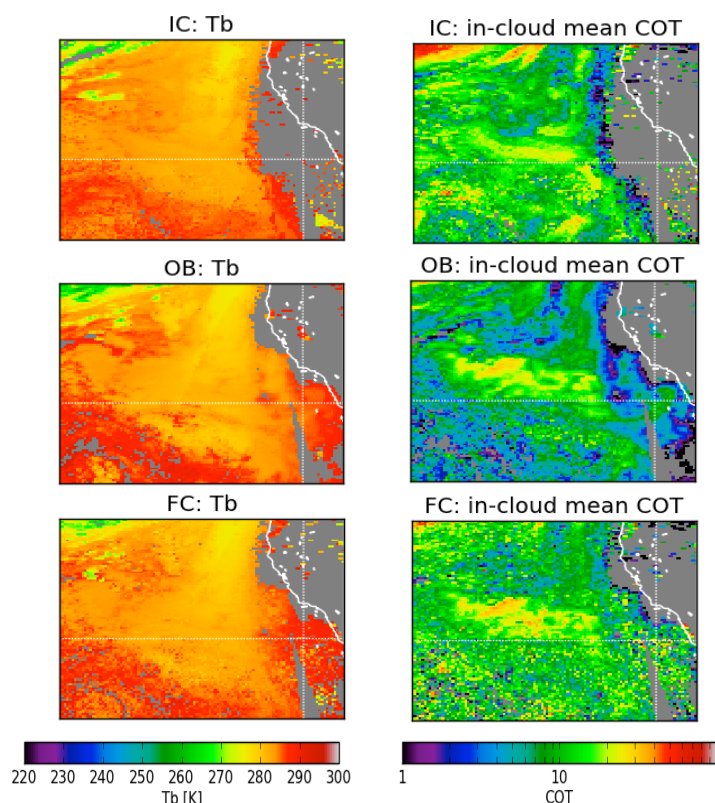 IC: Tb
IC: in-cloud mean COT
OB: Tb
OB: in-cloud mean COT
FC: Tb
FC: in-cloud mean COT
220 230 240 250 260 270 280 290 300
Tb [K]
1 10
COT